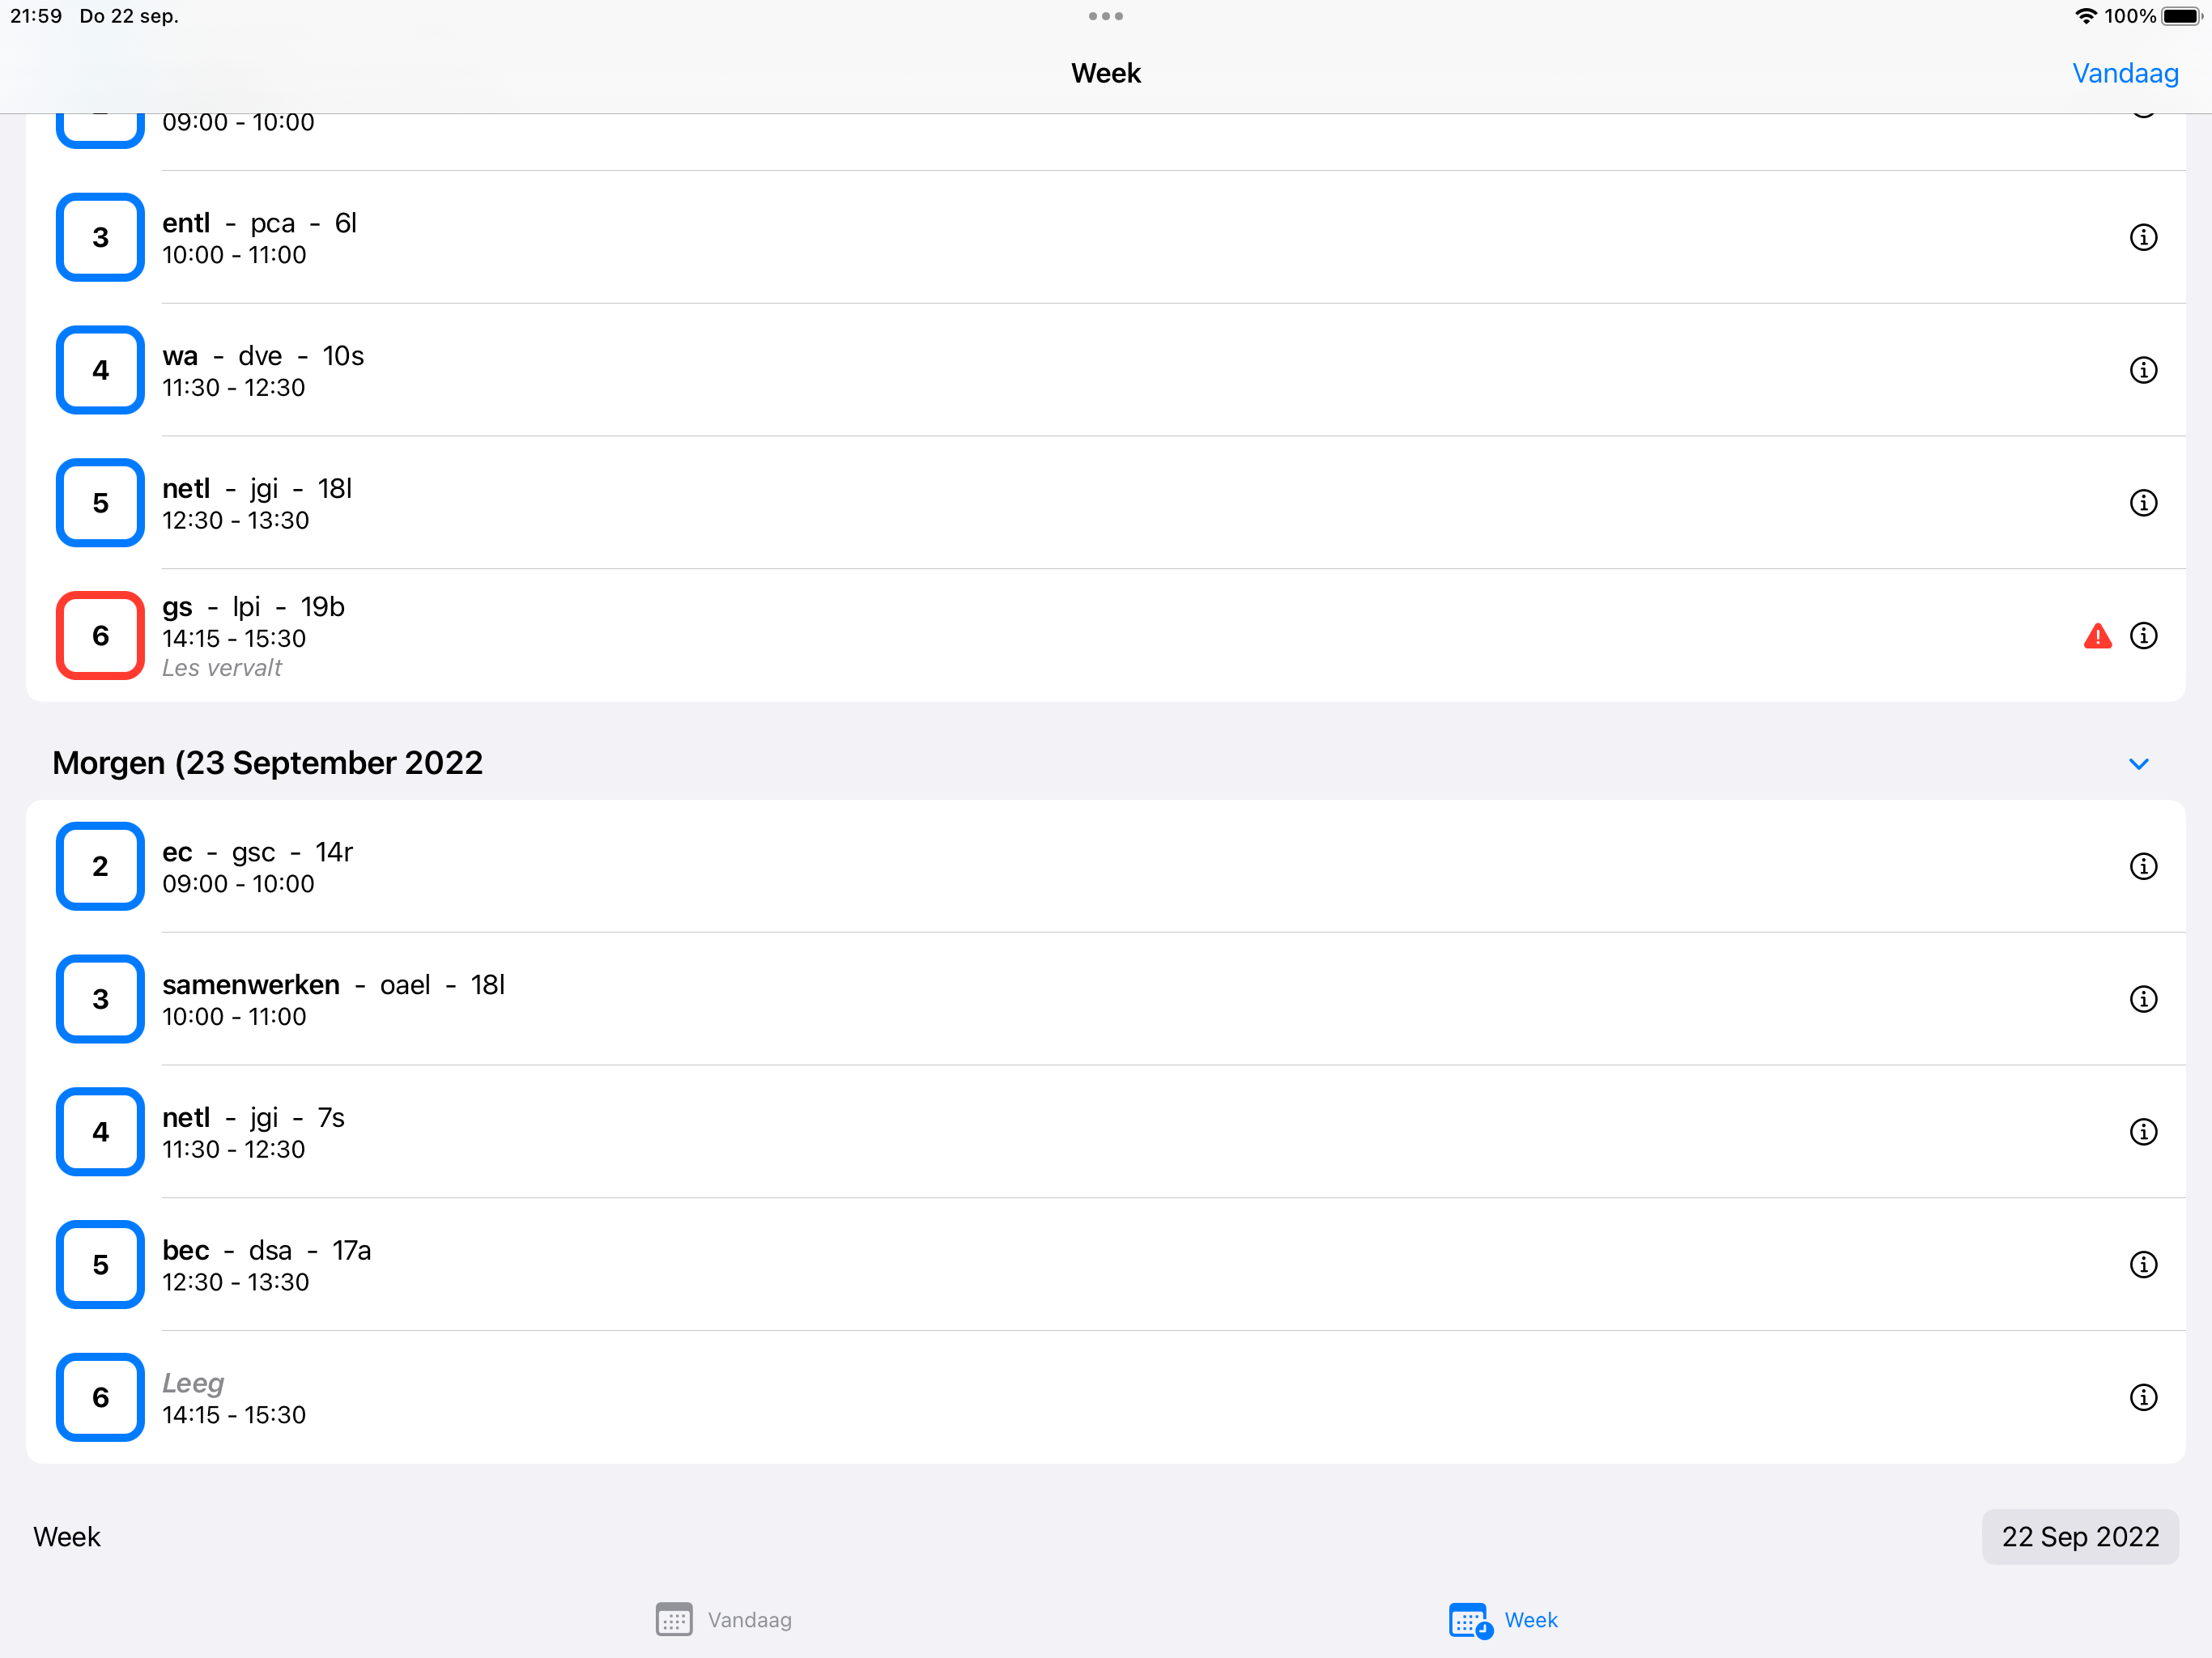 21:59 Do 22 sep.
100%
Week
Vandaag
09:00 - 10:00
3
entl - pca - 6l
10:00 - 11:00
4
wa - dve - 10s
11:30 - 12:30
5
netl - jgi - 18l
12:30 - 13:30
6
gs - lpi - 19b
14:15 - 15:30
Les vervalt
Morgen (23 September 2022
2
ec - gsc - 14r
09:00 - 10:00
3
samenwerken - oael - 18l
10:00 - 11:00
4
netl - jgi - 7s
11:30 - 12:30
5
bec - dsa - 17a
12:30 - 13:30
6
Leeg
14:15 - 15:30
Week
22 Sep 2022
Vandaag
Week